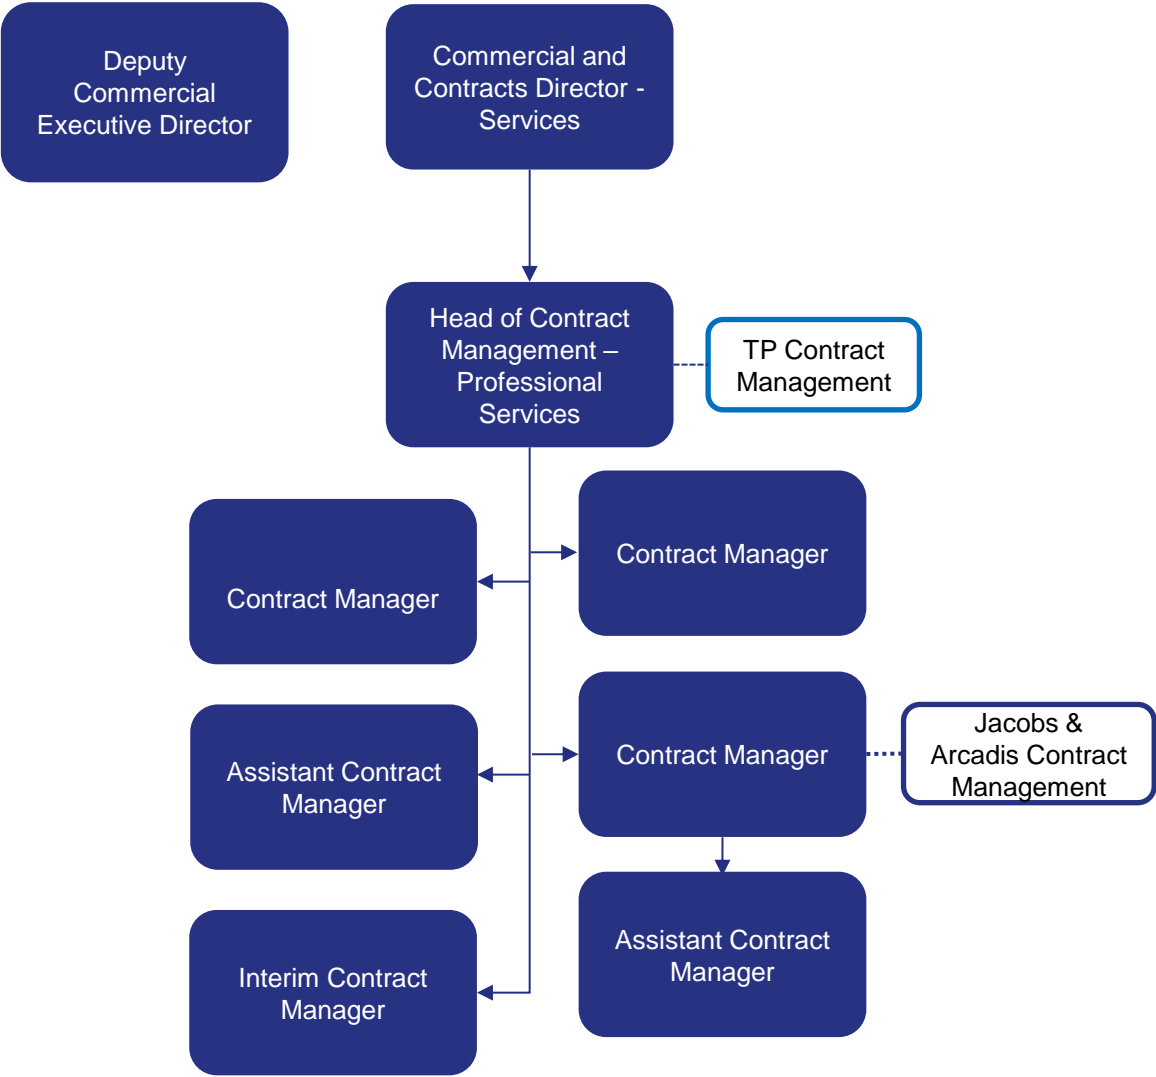 Deputy
Commercial
Executive Director
Commercial and
Contracts Director -
Services
Head of Contract
Management –
Professional
Services
TP Contract
Management
Contract Manager
Contract Manager
Assistant Contract
Manager
Contract Manager
Jacobs &
Arcadis Contract
Management
Interim Contract
Manager
Assistant Contract
Manager